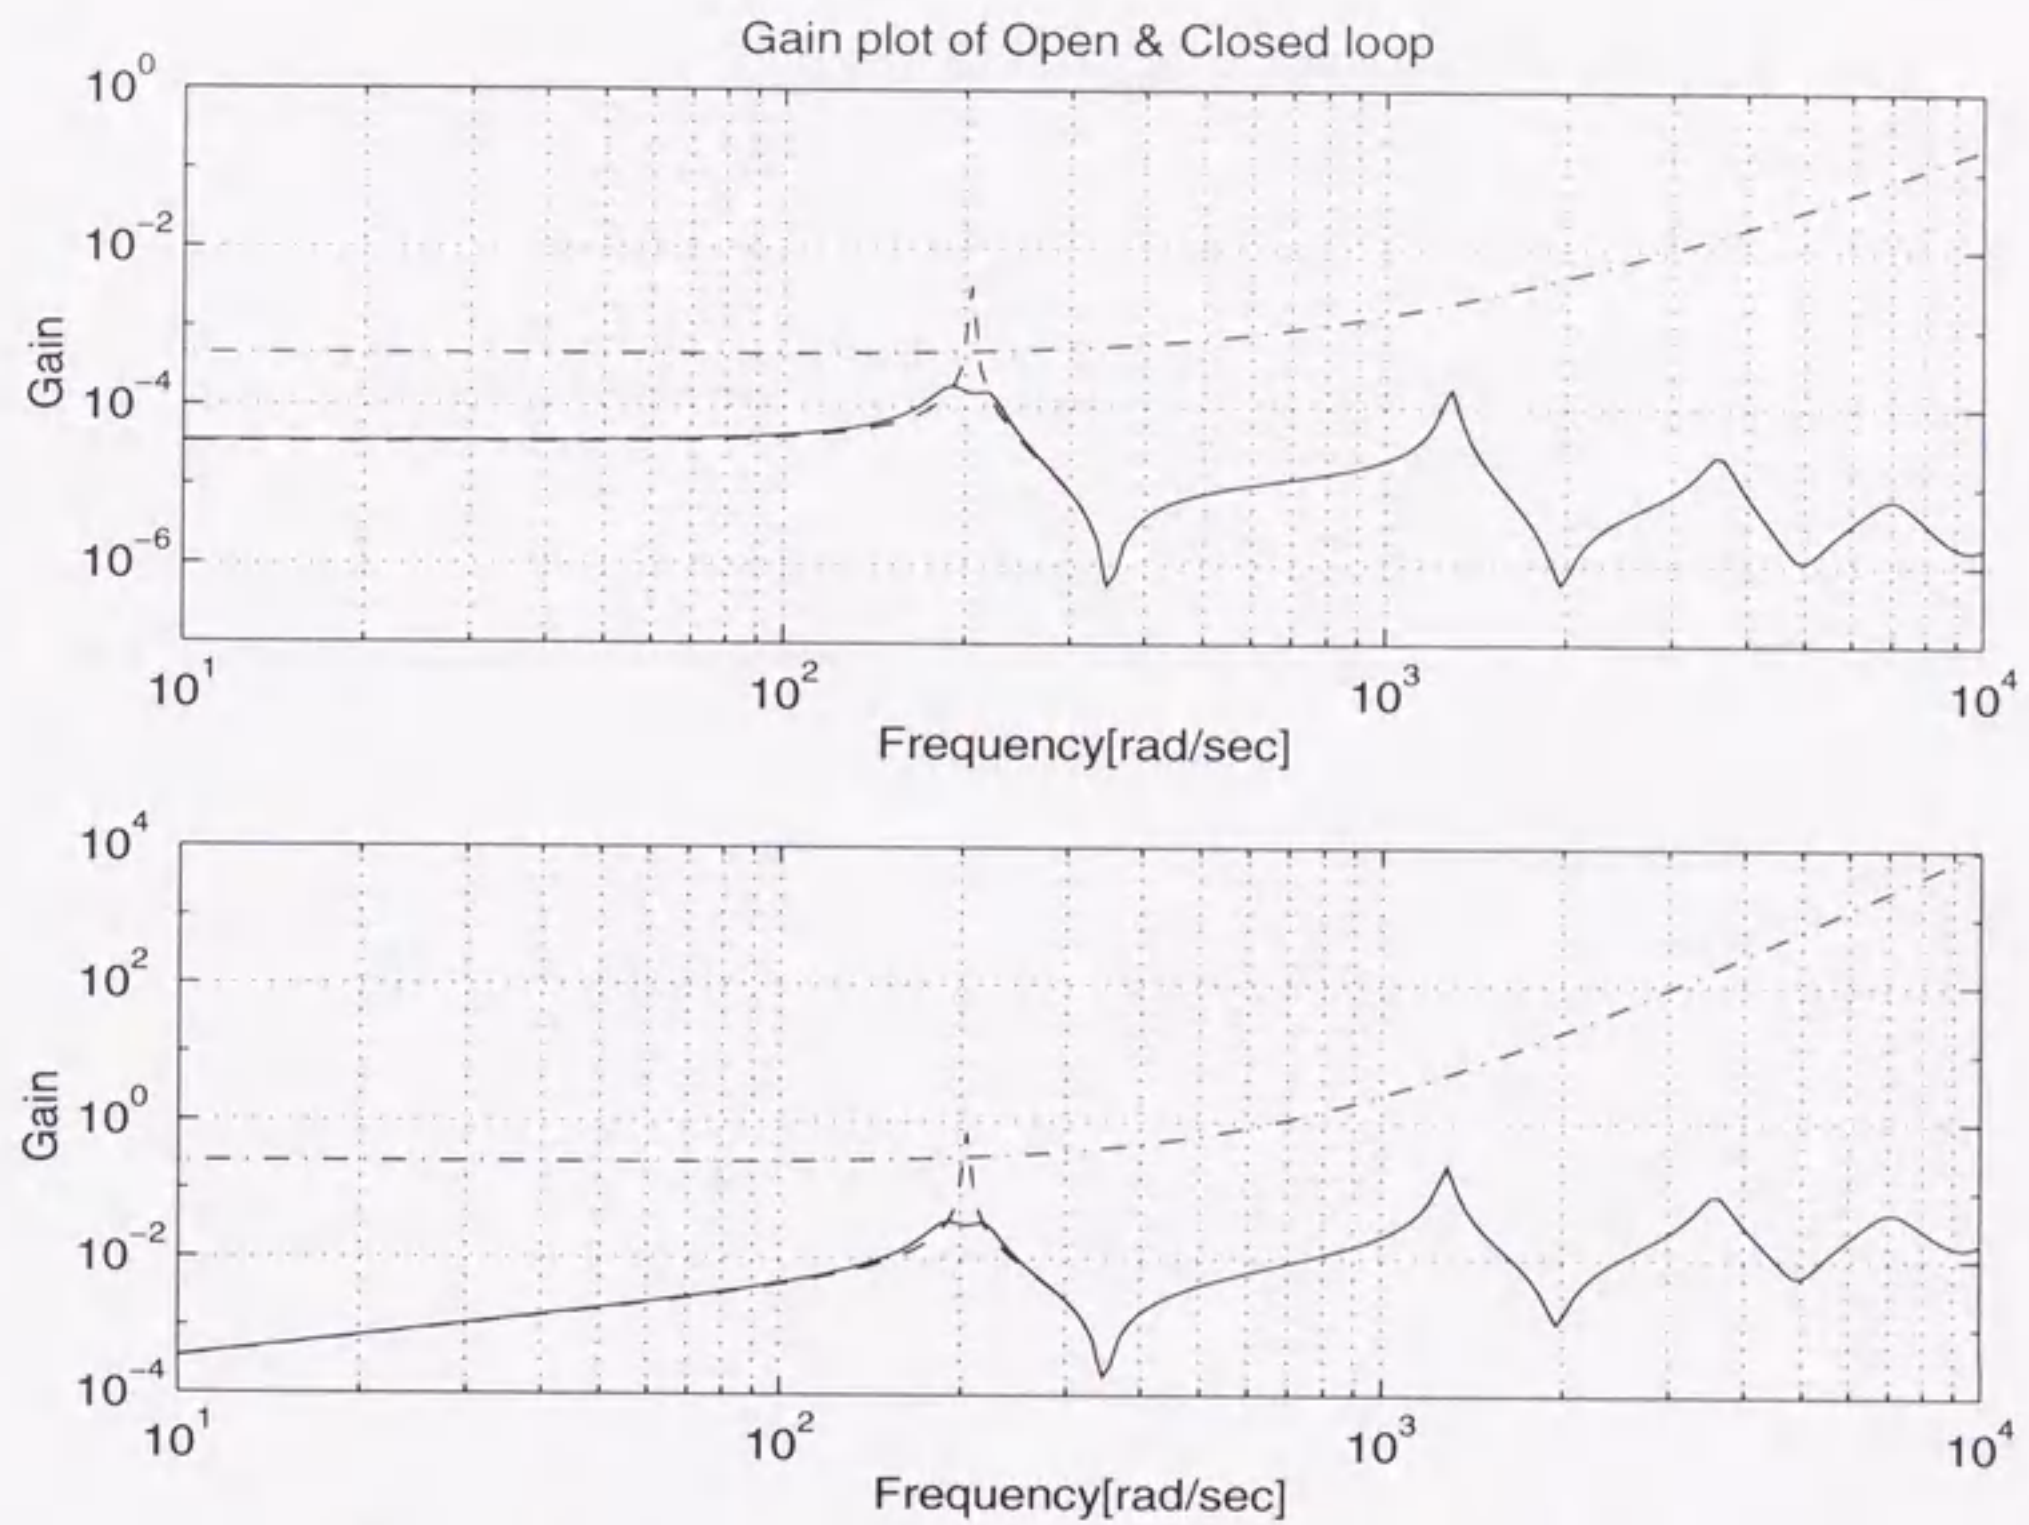 Gain plot of Open & Closed loop
10^0
10^-2
10^-4
10^-6
Gain
10^1 10^2 10^3 10^4
Frequency[rad/sec]
10^4
10^2
10^0
10^-2
10^-4
Gain
10^1 10^2 10^3 10^4
Frequency[rad/sec]